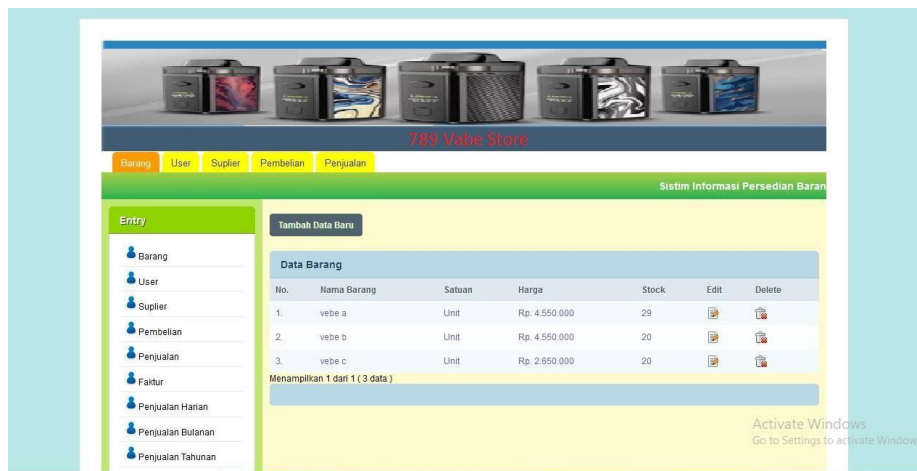 789 Vabe Store
Barang User Suplier Pembelian Penjualan
Sistim Informasi Persedian Baran
Entry
Barang
User
Suplier
Pembelian
Penjualan
Faktur
Penjualan Harian
Penjualan Bulanan
Penjualan Tahunan
Tambah Data Baru
Data Barang
No. Nama Barang Satuan Harga Stock Edit Delete
1. vebe a Unit Rp. 4.550.000 29
2. vebe b Unit Rp. 4.550.000 20
3. vebe c Unit Rp. 2.650.000 20
Menampilkan 1 dari 1 ( 3 data )
Activate Windows
Go to Settings to activate Window